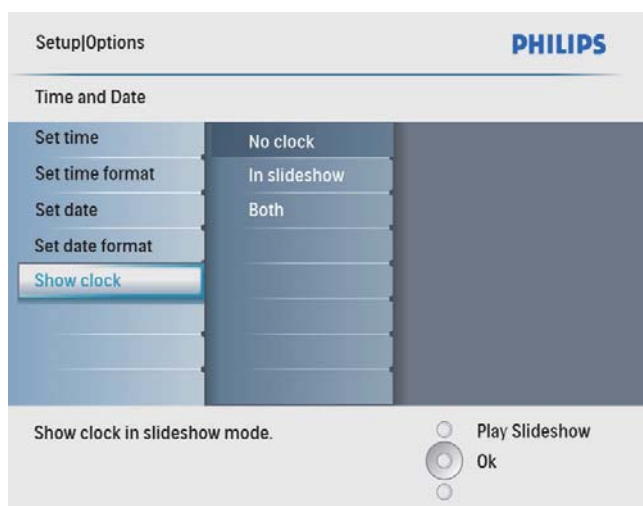 Setup|Options
PHILIPS
Time and Date
Set time
Set time format
Set date
Set date format
Show clock
No clock
In slideshow
Both
Show clock in slideshow mode.
Play Slideshow
Ok